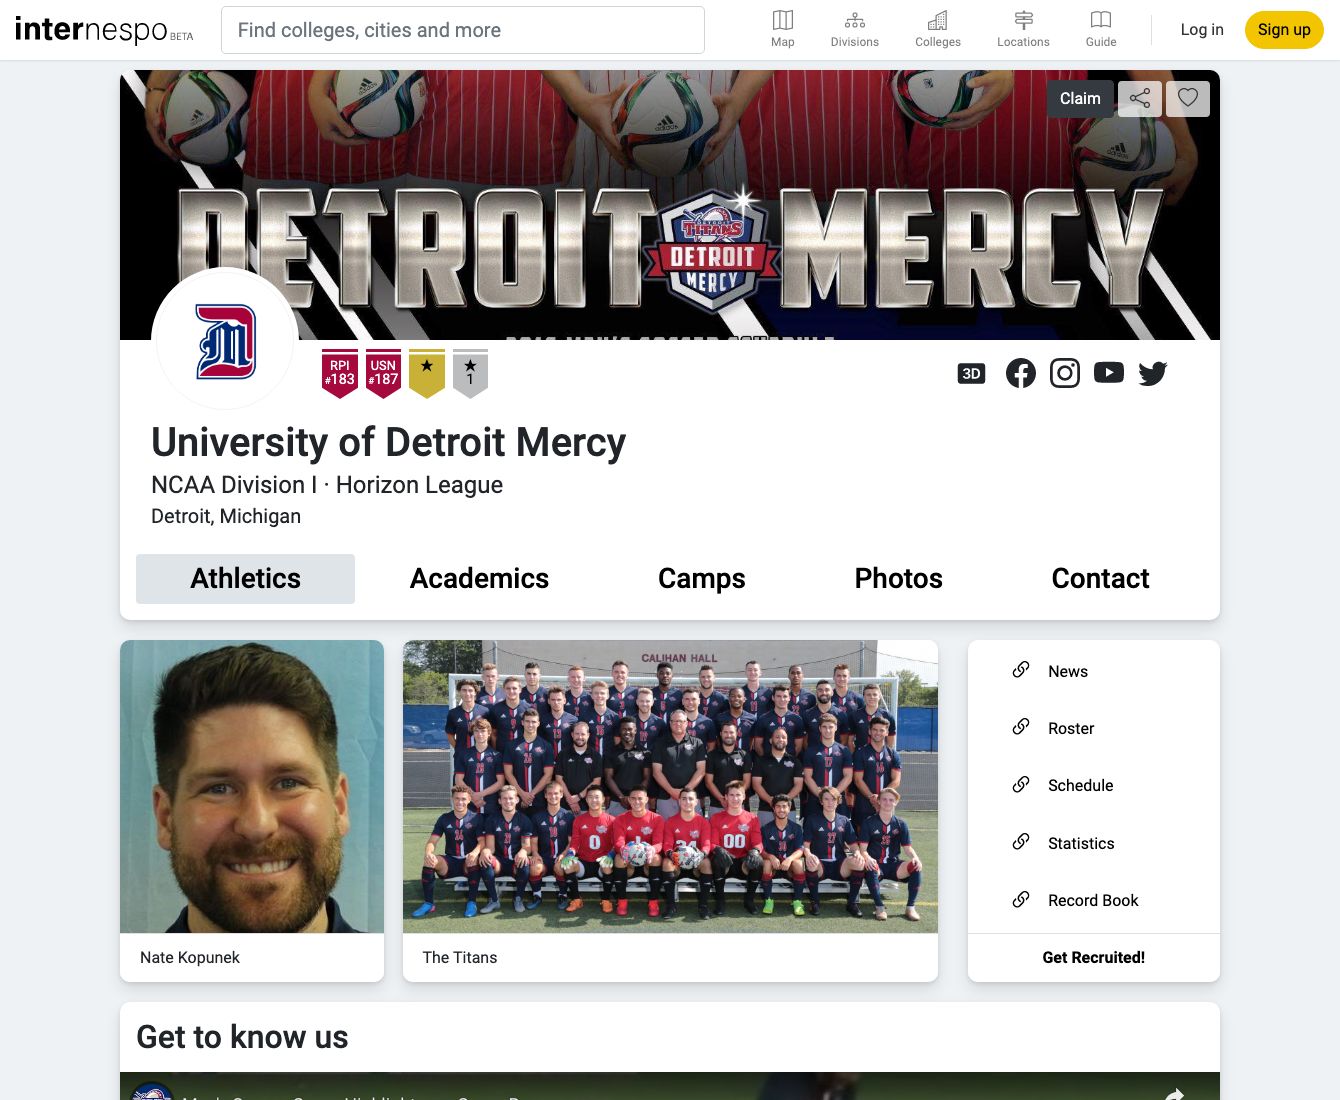 internespo BETA
Find colleges, cities and more
Map
Divisions
Colleges
Locations
Guide
Log in
Sign up
Claim
DETROIT MERCY
DETROIT
TITANS
DETROIT
MERCY
RPI
#183
USN
#187
★
★
1
3D
University of Detroit Mercy
NCAA Division I · Horizon League
Detroit, Michigan
Athletics
Academics
Camps
Photos
Contact
CALIHAN HALL
0
34
00
Nate Kopunek
The Titans
News
Roster
Schedule
Statistics
Record Book
Get Recruited!
Get to know us